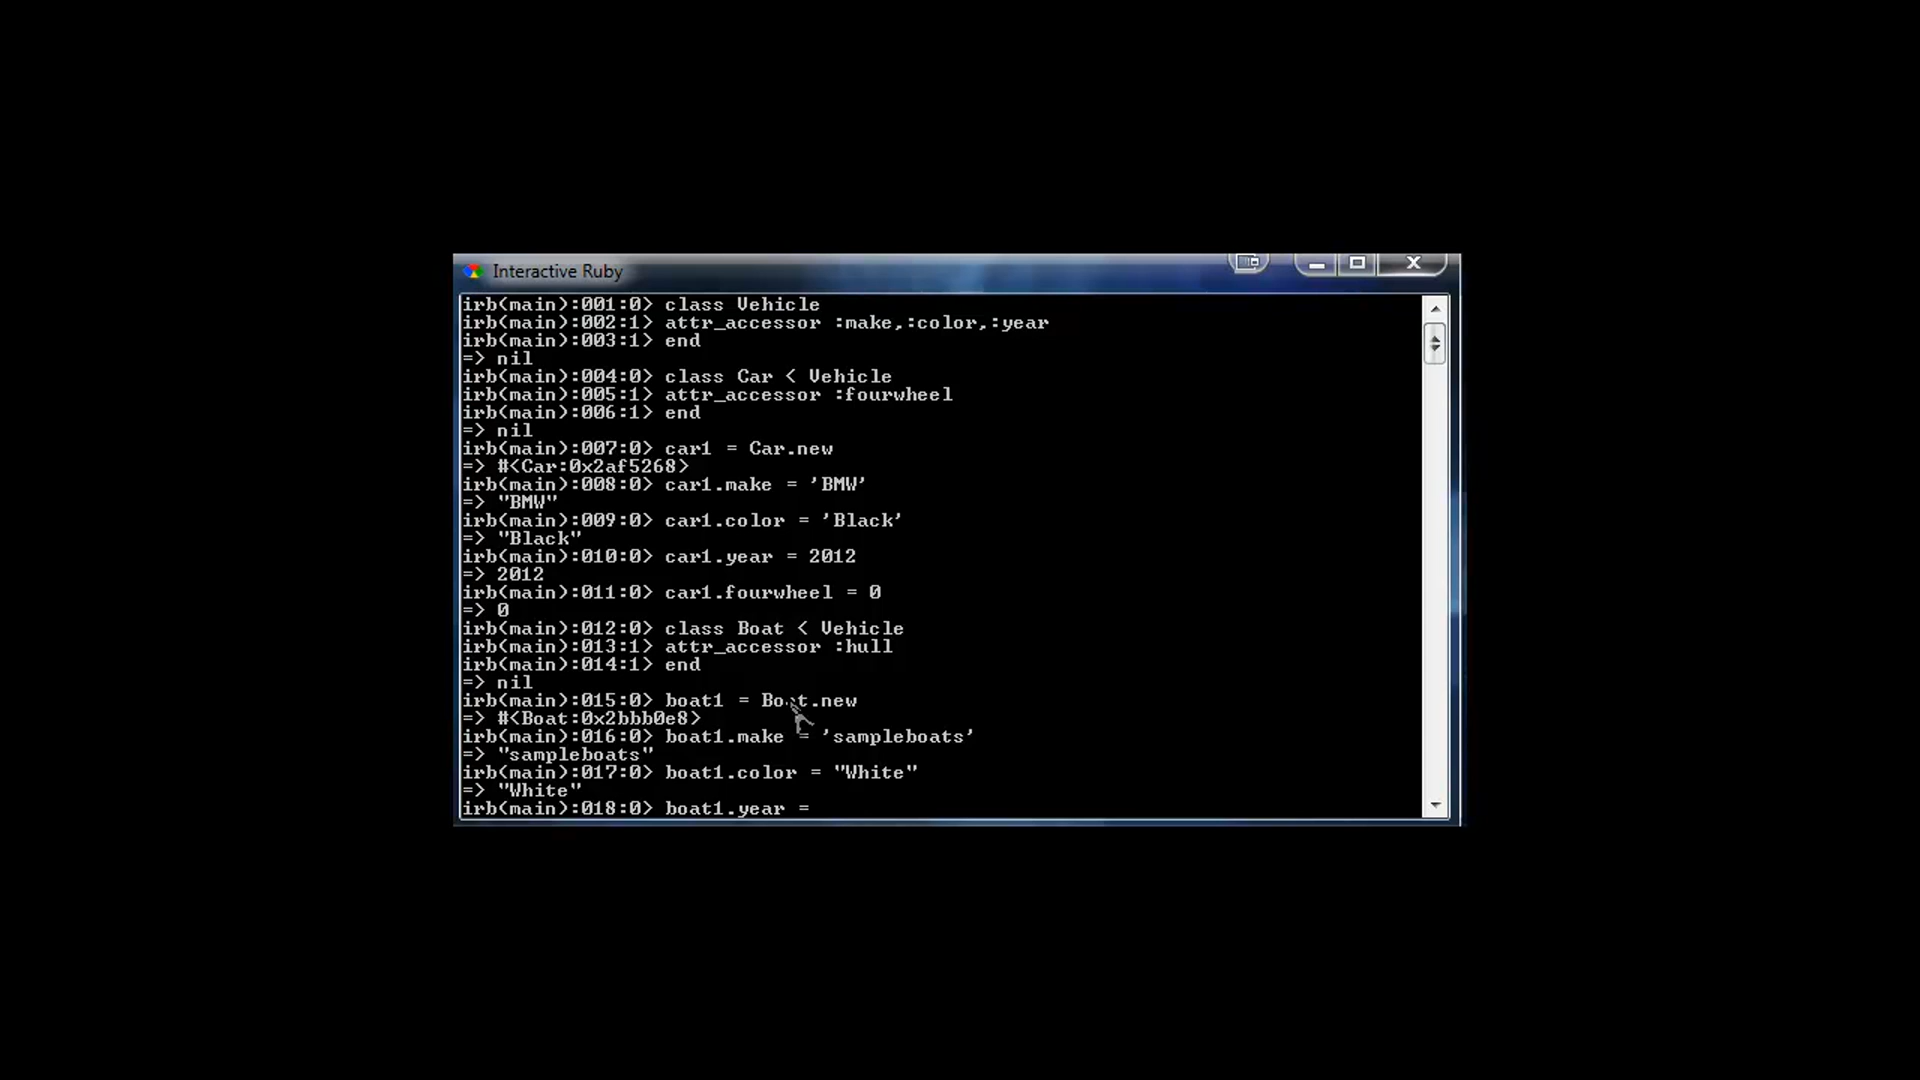 Interactive Ruby
irb(main):001:0> class Vehicle
irb(main):002:1> attr_accessor :make,:color,:year
irb(main):003:1> end
=> nil
irb(main):004:0> class Car < Vehicle
irb(main):005:1> attr_accessor :fourwheel
irb(main):006:1> end
=> nil
irb(main):007:0> car1 = Car.new
=> #<Car:0x2af5268>
irb(main):008:0> car1.make = 'BMW'
=> "BMW"
irb(main):009:0> car1.color = 'Black'
=> "Black"
irb(main):010:0> car1.year = 2012
=> 2012
irb(main):011:0> car1.fourwheel = 0
=> 0
irb(main):012:0> class Boat < Vehicle
irb(main):013:1> attr_accessor :hull
irb(main):014:1> end
=> nil
irb(main):015:0> boat1 = Boat.new
=> #<Boat:0x2bbb0e8>
irb(main):016:0> boat1.make = 'sampleboats'
=> "sampleboats"
irb(main):017:0> boat1.color = "White"
=> "White"
irb(main):018:0> boat1.year =